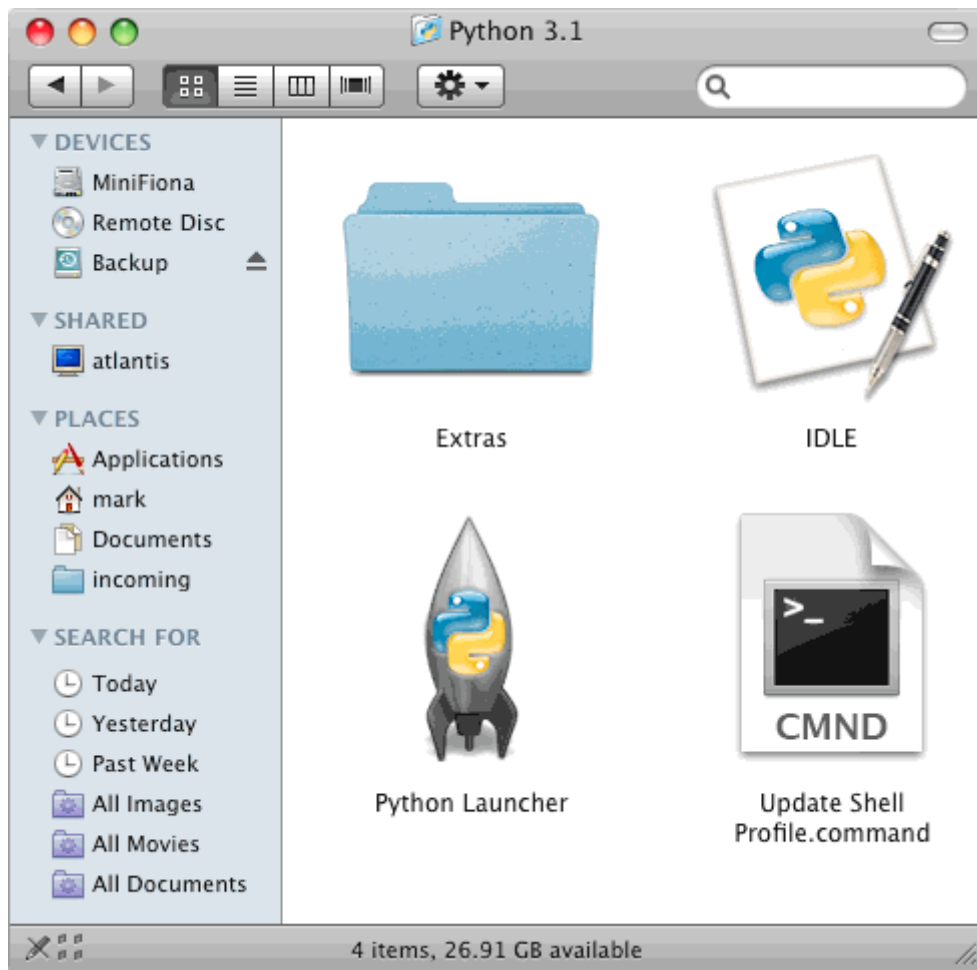 Python 3.1
DEVICES
MiniFiona
Remote Disc
Backup
SHARED
atlantis
PLACES
Applications
mark
Documents
incoming
SEARCH FOR
Today
Yesterday
Past Week
All Images
All Movies
All Documents
Extras
IDLE
Python Launcher
>_
CMND
Update Shell
Profile.command
4 items, 26.91 GB available